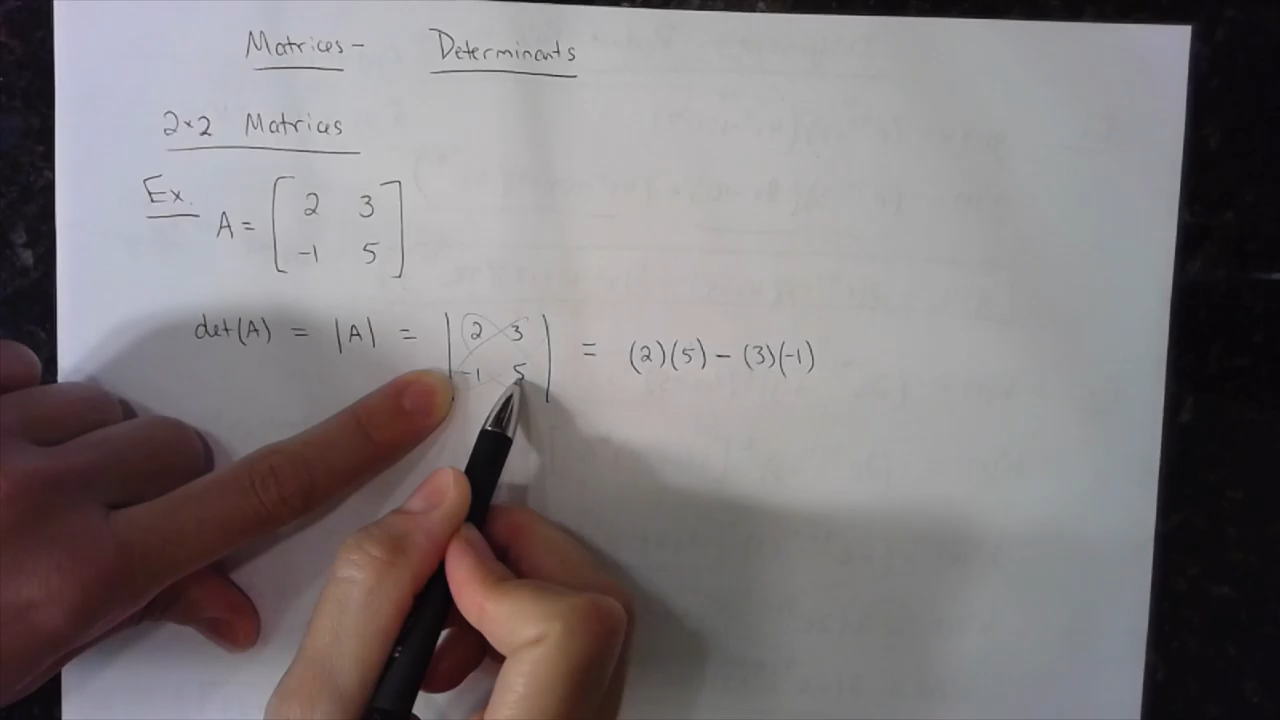 Matrices - Determinants
2×2 Matrices
Ex. A = [ 2 3
-1 5 ]
det(A) = |A| = | 2 3 | = (2)(5) - (3)(-1)
| -1 5 |